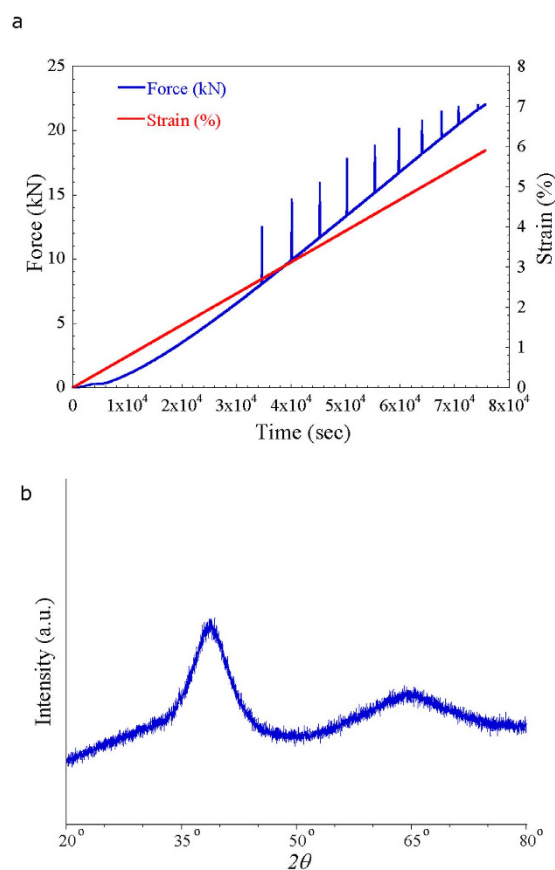 a
Force (kN)
Strain (%)
25
20
15
10
5
0
8
7
6
5
4
3
2
1
0
Force (kN)
Strain (%)
0
1x10⁴
2x10⁴
3x10⁴
4x10⁴
5x10⁴
6x10⁴
7x10⁴
8x10⁴
Time (sec)
b
Intensity (a.u.)
20°
35°
50°
65°
80°
2θ